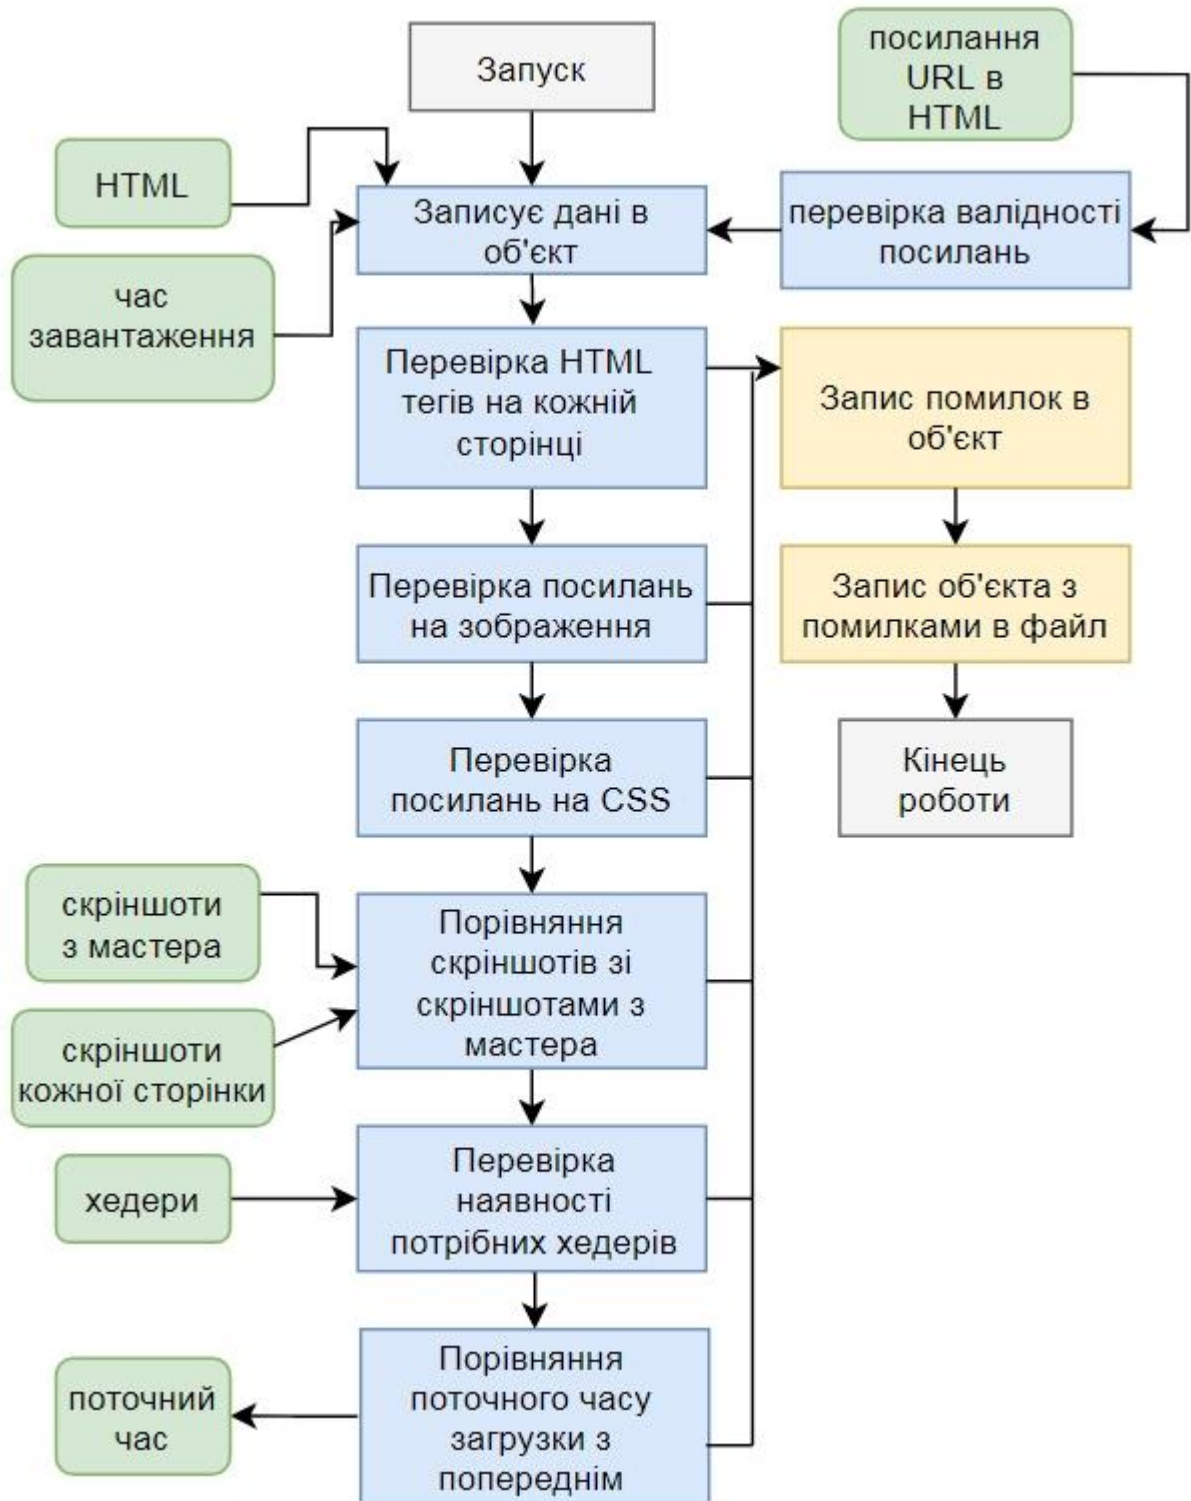 Запуск
посилання
URL в
HTML
HTML
Записує дані в
об'єкт
перевірка валідності
посилань
час
завантаження
Перевірка HTML
тегів на кожній
сторінці
Запис помилок в
об'єкт
Перевірка посилань
на зображення
Запис об'єкта з
помилками в файл
Перевірка
посилань на CSS
Кінець
роботи
скріншоти
з мастера
Порівняння
скріншотів зі
скріншотами з
мастера
скріншоти
кожної сторінки
хедери
Перевірка
наявності
потрібних хедерів
поточний
час
Порівняння
поточного часу
загрузки з
попереднім